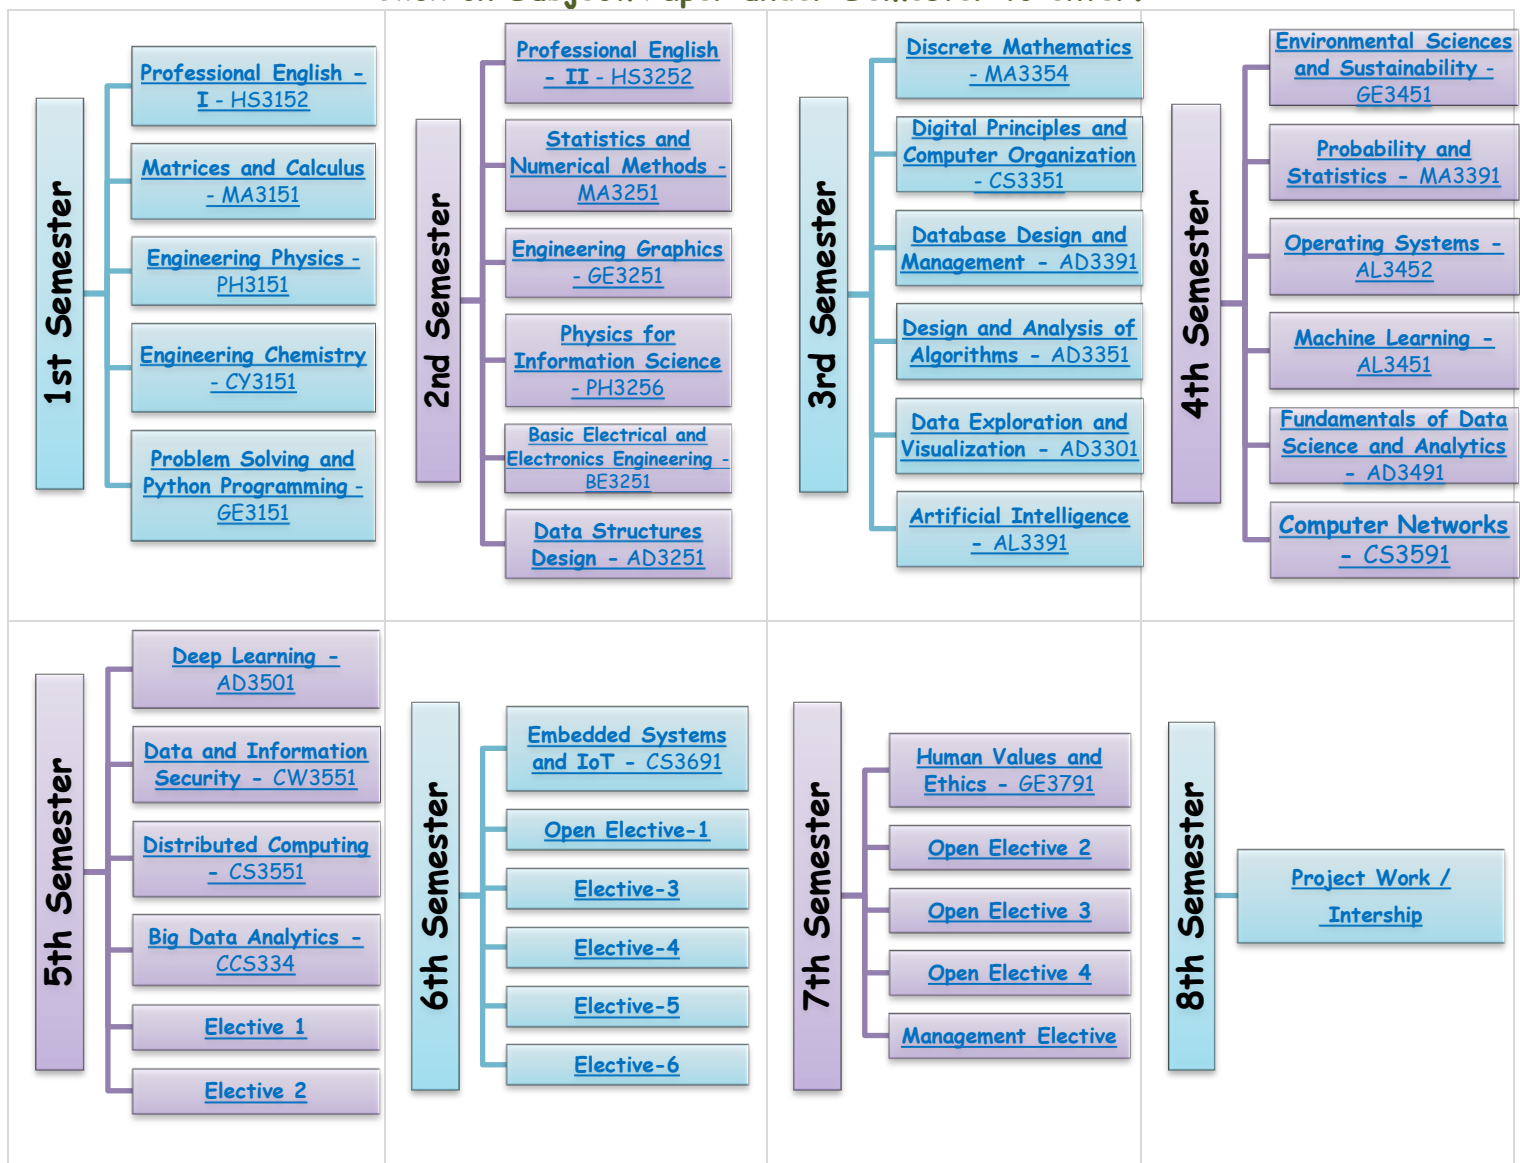 Click on Subject/Paper under Semester to enter.
1st Semester
Professional English -
I - HS3152
Matrices and Calculus
- MA3151
Engineering Physics -
PH3151
Engineering Chemistry
- CY3151
Problem Solving and
Python Programming -
GE3151
2nd Semester
Professional English
- II - HS3252
Statistics and
Numerical Methods -
MA3251
Engineering Graphics
- GE3251
Physics for
Information Science
- PH3256
Basic Electrical and
Electronics Engineering -
BE3251
Data Structures
Design - AD3251
3rd Semester
Discrete Mathematics
- MA3354
Digital Principles and
Computer Organization
- CS3351
Database Design and
Management - AD3391
Design and Analysis of
Algorithms - AD3351
Data Exploration and
Visualization - AD3301
Artificial Intelligence
- AL3391
4th Semester
Environmental Sciences
and Sustainability -
GE3451
Probability and
Statistics - MA3391
Operating Systems -
AL3452
Machine Learning -
AL3451
Fundamentals of Data
Science and Analytics
- AD3491
Computer Networks
- CS3591
5th Semester
Deep Learning -
AD3501
Data and Information
Security - CW3551
Distributed Computing
- CS3551
Big Data Analytics -
CCS334
Elective 1
Elective 2
6th Semester
Embedded Systems
and IoT - CS3691
Open Elective-1
Elective-3
Elective-4
Elective-5
Elective-6
7th Semester
Human Values and
Ethics - GE3791
Open Elective 2
Open Elective 3
Open Elective 4
Management Elective
8th Semester
Project Work /
Intership